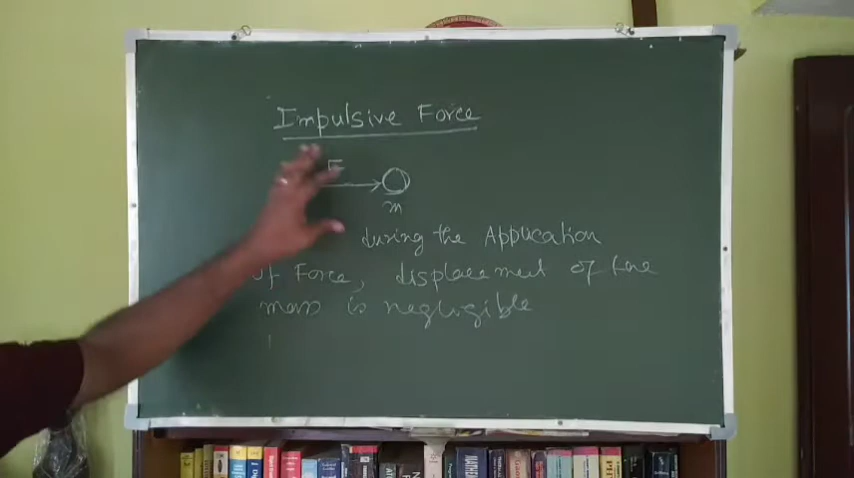 Impulsive Force
F
m
during the Application
of Force, displacement of the
mass is negligible